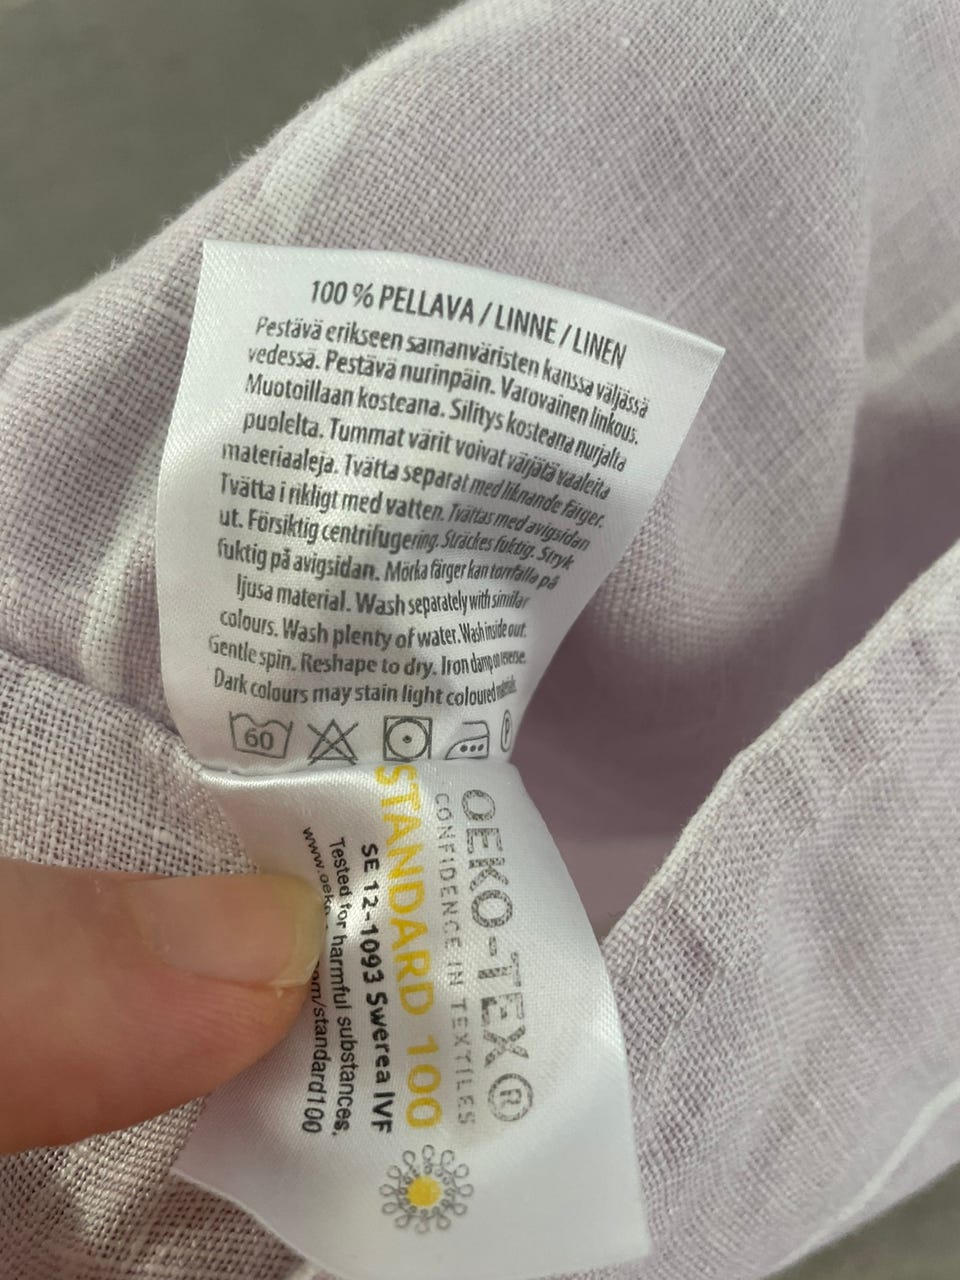 100 % PELLAVA / LINNE / LINEN
Pestävä erikseen samanväristen kanssa väljässä
vedessä. Pestävä nurinpäin. Varovainen linkous.
Muotoillaan kosteana. Silitys kosteana nurjalta
puolelta. Tummat värit voivat värjätä vaaleita
materiaaleja. Tvätta separat med liknande färger.
Tvätta i rikligt med vatten. Tvättas med avigsidan
ut. Försiktig centrifugering. Sträches fuktig. Stryk
fuktig på avigsidan. Mörka färger kan torrfälla på
ljusa material. Wash separately with similar
colours. Wash plenty of water. Wash inside out.
Gentle spin. Reshape to dry. Iron damp on reverse.
Dark colours may stain light coloured
60
P
OEKO-TEX®
CONFIDENCE IN TEXTILES
STANDARD 100
SE 12-1093 Swerea IVF
Tested for harmful substances.
www.oeko m/standard100